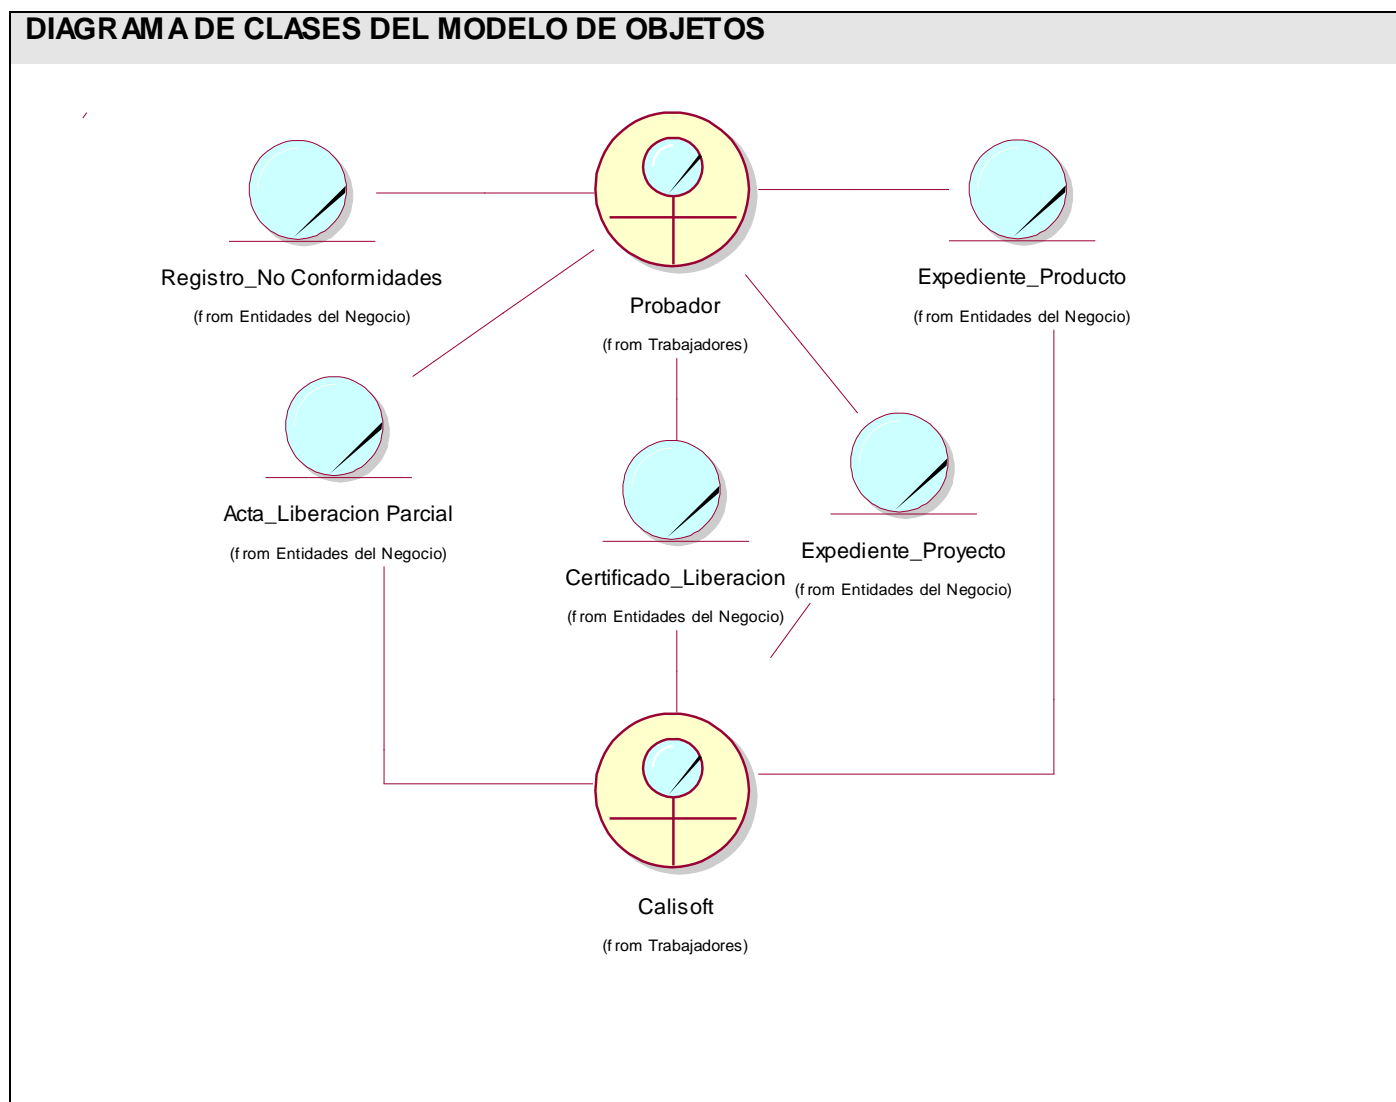 DIAGRAMA DE CLASES DEL MODELO DE OBJETOS
Registro_No Conformidades
(from Entidades del Negocio)
Probador
(from Trabajadores)
Expediente_Producto
(from Entidades del Negocio)
Acta_Liberacion Parcial
(from Entidades del Negocio)
Certificado_Liberacion
(from Entidades del Negocio)
Expediente_Proyecto
(from Entidades del Negocio)
Calisoft
(from Trabajadores)